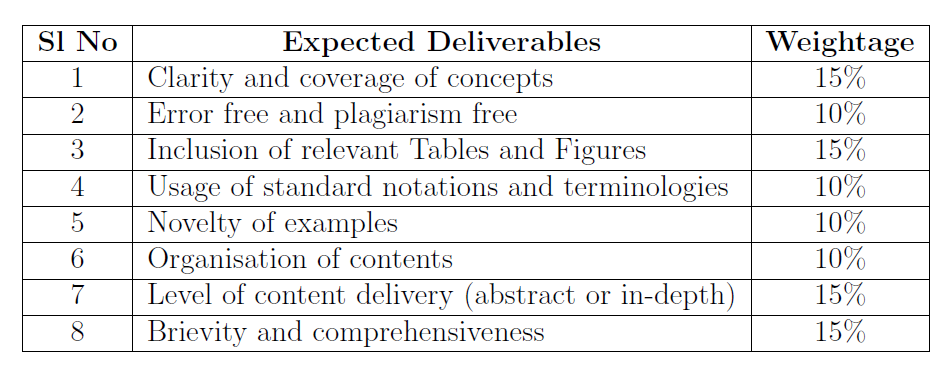 Sl No Expected Deliverables Weightage
1 Clarity and coverage of concepts 15%
2 Error free and plagiarism free 10%
3 Inclusion of relevant Tables and Figures 15%
4 Usage of standard notations and terminologies 10%
5 Novelty of examples 10%
6 Organisation of contents 10%
7 Level of content delivery (abstract or in-depth) 15%
8 Brievity and comprehensiveness 15%